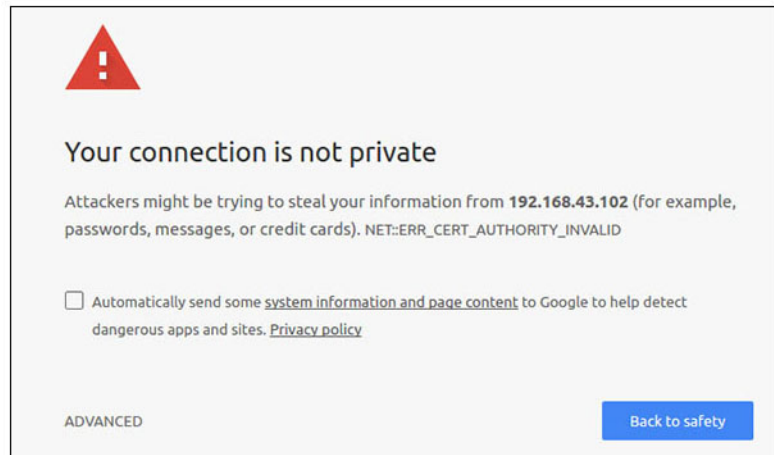 Your connection is not private
Attackers might be trying to steal your information from 192.168.43.102 (for example,
passwords, messages, or credit cards). NET::ERR_CERT_AUTHORITY_INVALID
Automatically send some system information and page content to Google to help detect
dangerous apps and sites. Privacy policy
ADVANCED
Back to safety